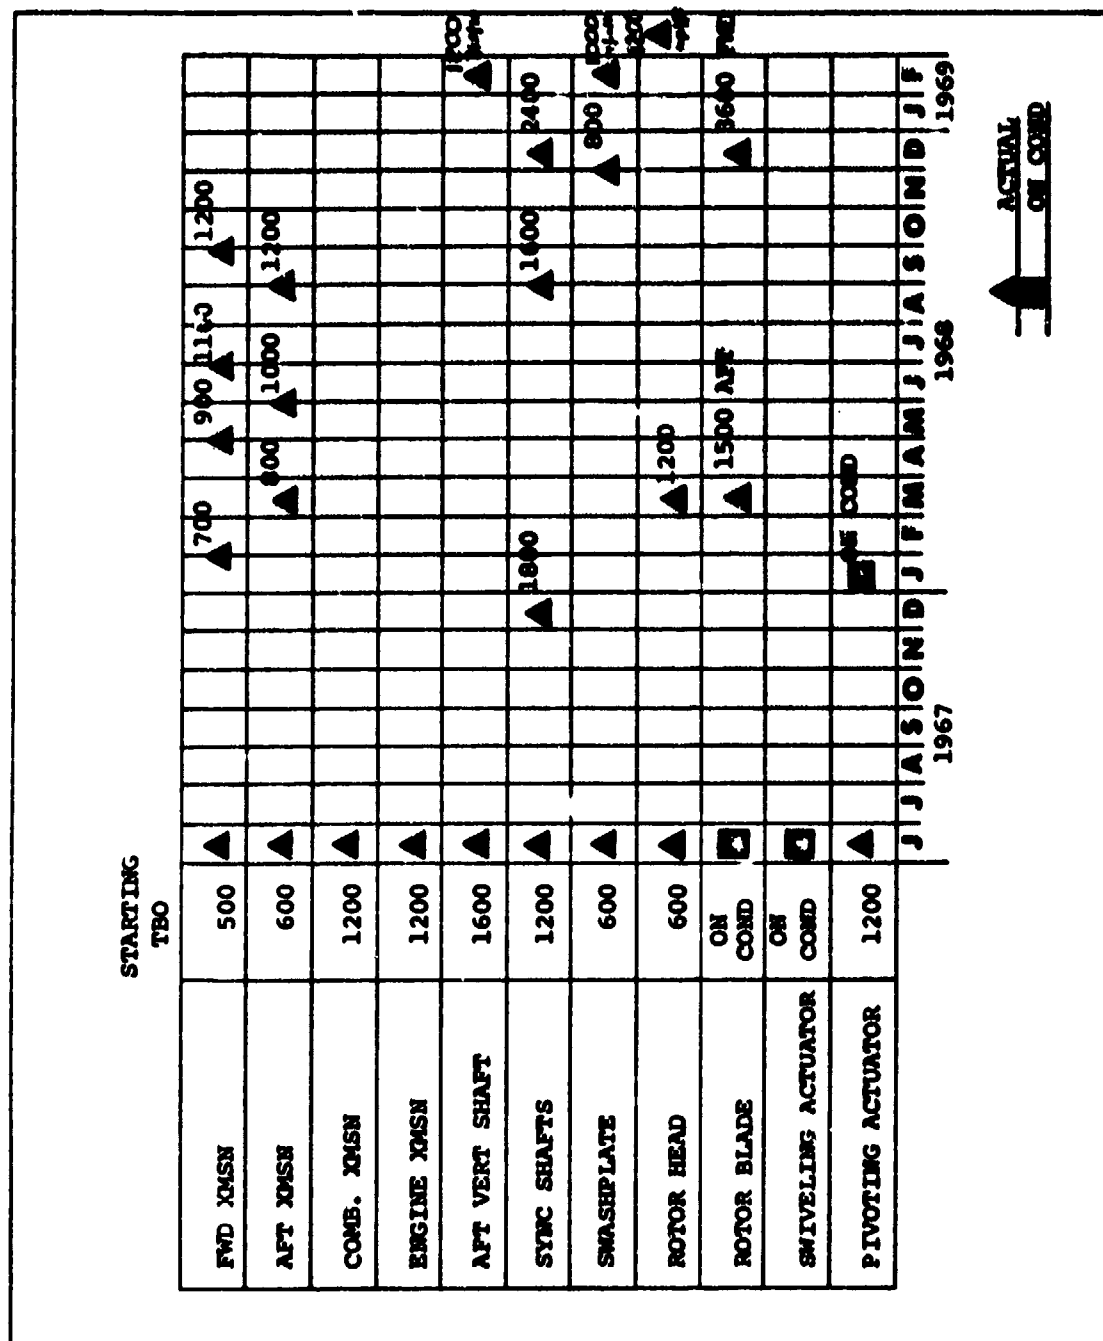 STARTING
TBO
FWD XMSN 500 700 900 1200
AFT XMSN 600 800 1000 1200
COMB. XMSN 1200
ENGINE XMSN 1200
AFT VERT SHAFT 1600
SYNC SHAFTS 1200 1800 1600 2400
SWASHPLATE 600 800
ROTOR HEAD 600 1200
ROTOR BLADE ON COND 1500 AFT 3600 FWD
SWIVELING ACTUATOR ON COND
PIVOTING ACTUATOR 1200 ON COND
J J A S O N D J F M A M J J A S O N D J F
1967 1968 1969
ACTUAL
ON COND